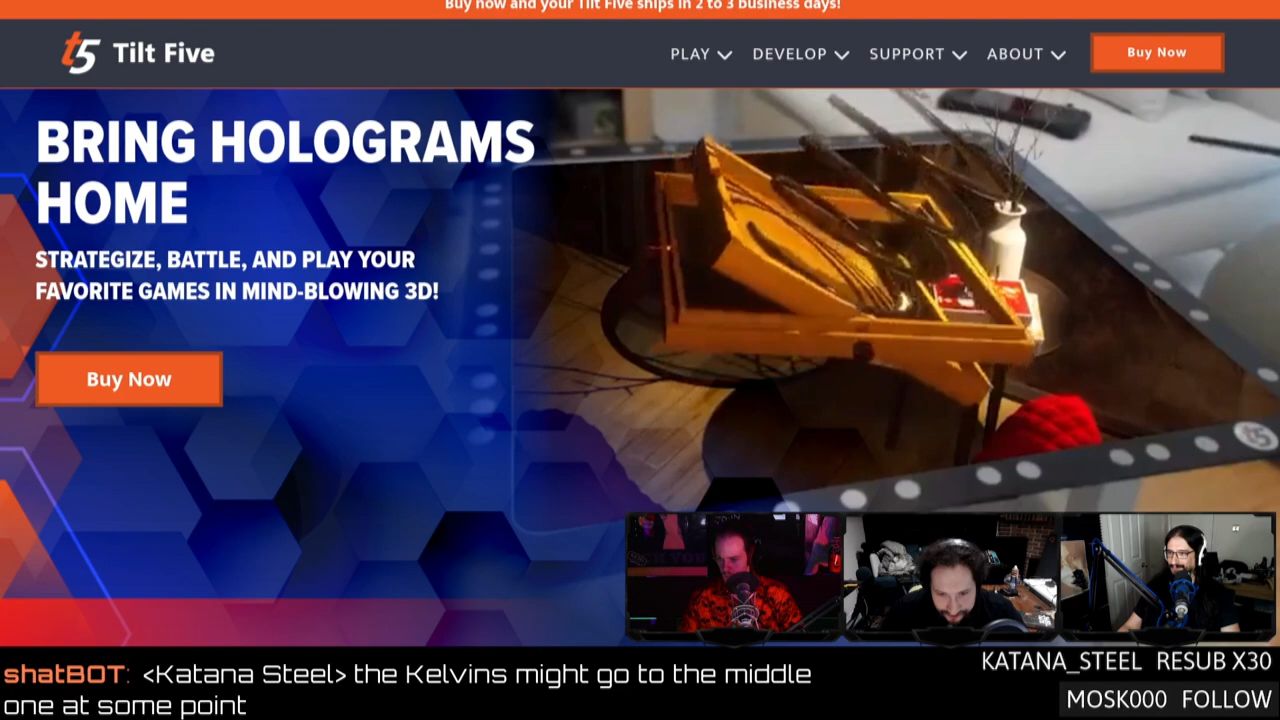 Buy now and your Tilt Five ships in 2 to 3 business days!
t5 Tilt Five
PLAY DEVELOP SUPPORT ABOUT Buy Now
BRING HOLOGRAMS
HOME
STRATEGIZE, BATTLE, AND PLAY YOUR
FAVORITE GAMES IN MIND-BLOWING 3D!
Buy Now
t5
shatBOT: <Katana Steel> the Kelvins might go to the middle
one at some point
KATANA_STEEL RESUB X30
MOSK000 FOLLOW